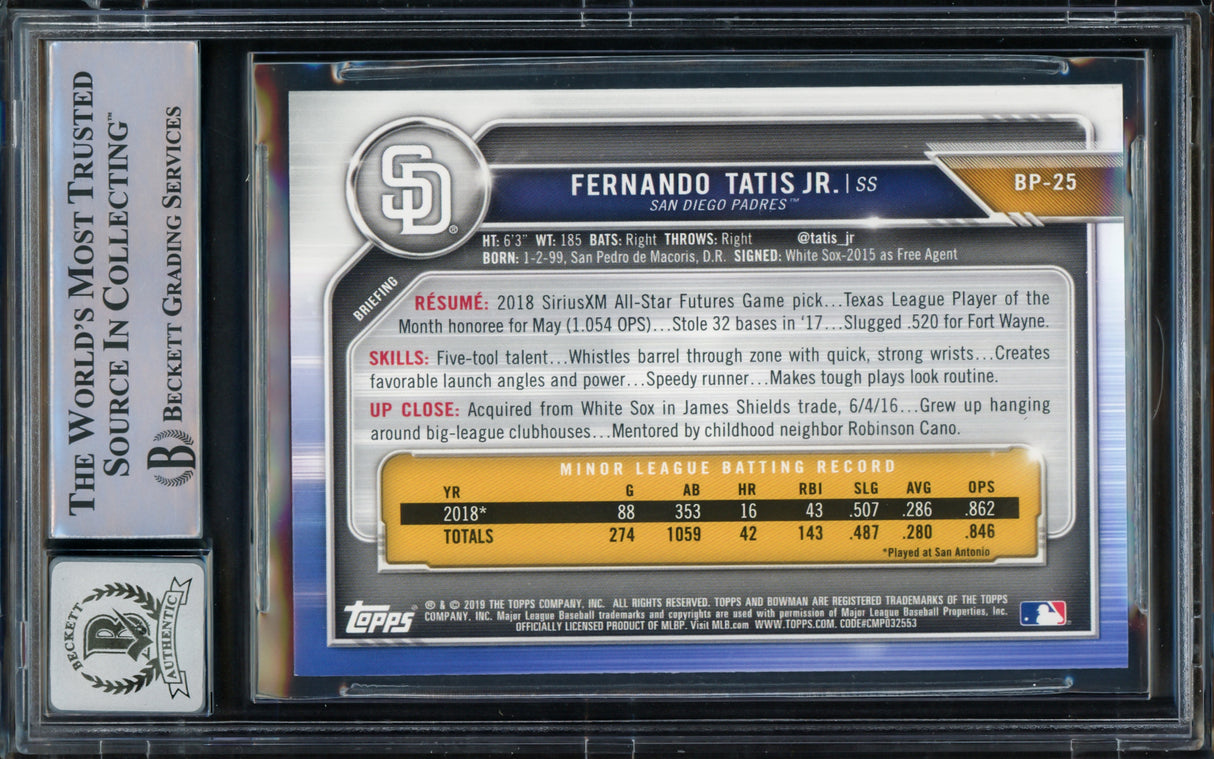 THE WORLD'S MOST TRUSTED
SOURCE IN COLLECTING™
B BECKETT GRADING SERVICES
BECKETT
B
AUTHENTIC
SD®
FERNANDO TATIS JR. | SS
SAN DIEGO PADRES™
BP-25
HT: 6'3" WT: 185 BATS: Right THROWS: Right @tatis_jr
BORN: 1-2-99, San Pedro de Macoris, D.R. SIGNED: White Sox-2015 as Free Agent
BRIEFING
RÉSUMÉ: 2018 SiriusXM All-Star Futures Game pick...Texas League Player of the
Month honoree for May (1.054 OPS)...Stole 32 bases in '17...Slugged .520 for Fort Wayne.
SKILLS: Five-tool talent...Whistles barrel through zone with quick, strong wrists...Creates
favorable launch angles and power...Speedy runner...Makes tough plays look routine.
UP CLOSE: Acquired from White Sox in James Shields trade, 6/4/16...Grew up hanging
around big-league clubhouses...Mentored by childhood neighbor Robinson Cano.
MINOR LEAGUE BATTING RECORD
YR G AB HR RBI SLG AVG OPS
2018* 88 353 16 43 .507 .286 .862
TOTALS 274 1059 42 143 .487 .280 .846
*Played at San Antonio
Topps® ® & © 2019 THE TOPPS COMPANY, INC. ALL RIGHTS RESERVED. TOPPS AND BOWMAN ARE REGISTERED TRADEMARKS OF THE TOPPS
COMPANY, INC. Major League Baseball trademarks and copyrights are used with permission of Major League Baseball Properties, Inc.
OFFICIALLY LICENSED PRODUCT OF MLBP. Visit MLB.com WWW.TOPPS.COM. CODE#CMP032553